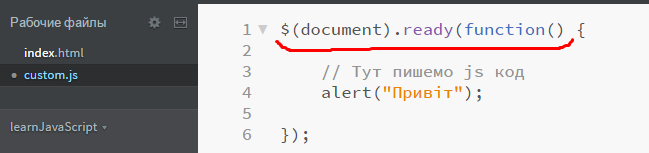 Рабочие файлы
index.html
custom.js
learnJavaScript
1 $(document).ready(function() {
2
3 // Тут пишемо js код
4 alert("Привіт");
5
6 });